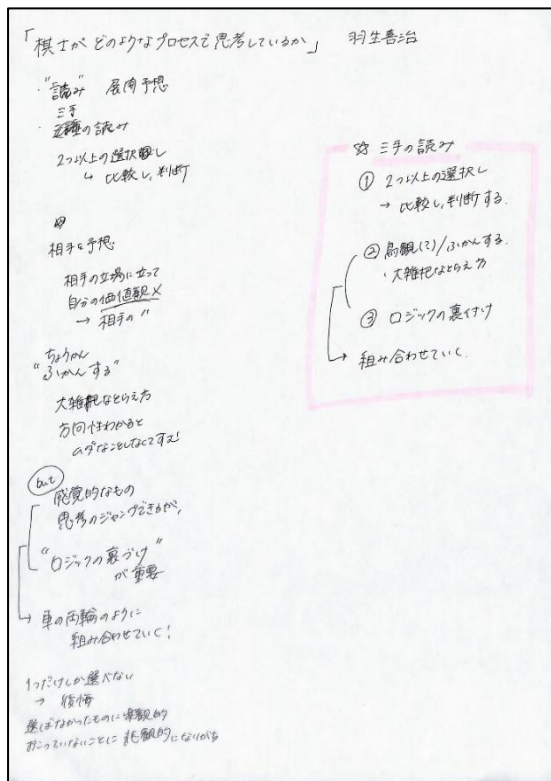 「棋士が どのようなプロセスで思考しているか」 羽生善治
・"読み" 展開予想
三手
・の読み
2つ以上の選択し
↳ 比較し、判断
相手を予想
相手の立場に立って
自分の価値観×
→ 相手の 〃
ちょうかん
"ふかんする"
大雑把なとらえ方
方向性わかると
ムダなことしなくてすむ!
but
感覚的なもの
思考のジャンプできるが、
"ロジックの裏づけ"
が重要
→ 車の両輪のように
組み合わせていく!
1つだけしか選べない
→ 後悔
選ばなかったものに楽観的
おこっていないことに悲観的になりがち
☆ 三手の読み
① 2つ以上の選択し
→ 比較し、判断する.
② 鳥観(?)/ふかんする.
・大雑把なとらえ方
③ ロジックの裏付け
→ 組み合わせていく.